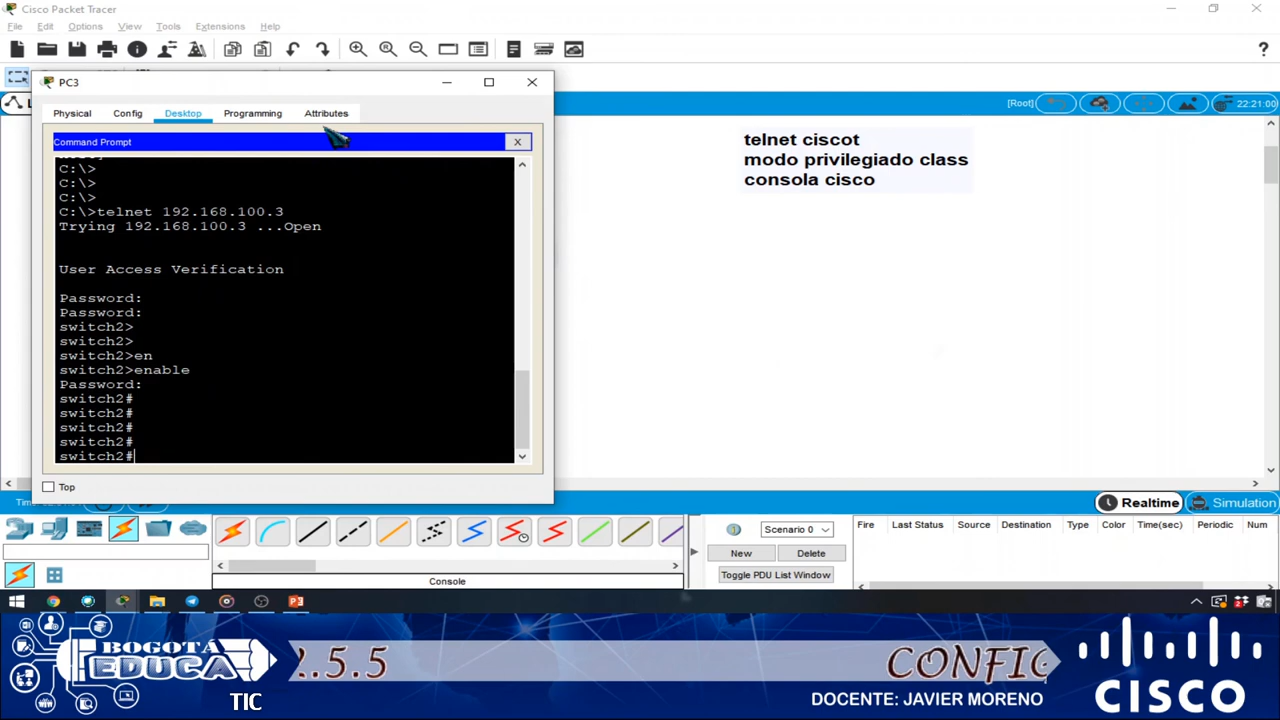 Cisco Packet Tracer
File Edit Options View Tools Extensions Help
?
PC3
L
[Root]
22:21:00
Physical Config Desktop Programming Attributes
Command Prompt
X
C:\>
C:\>
C:\>
C:\>telnet 192.168.100.3
Trying 192.168.100.3 ...Open
User Access Verification
Password:
Password:
switch2>
switch2>
switch2>en
switch2>enable
Password:
switch2#
switch2#
switch2#
switch2#
switch2#
Top
telnet ciscot
modo privilegiado class
consola cisco
Realtime
Simulation
Scenario 0
New
Delete
Toggle PDU List Window
Fire Last Status Source Destination Type Color Time(sec) Periodic Num
Console
BOGOTÁ
EDUCA
TIC
2.5.5
CONFIG
DOCENTE: JAVIER MORENO
CISCO